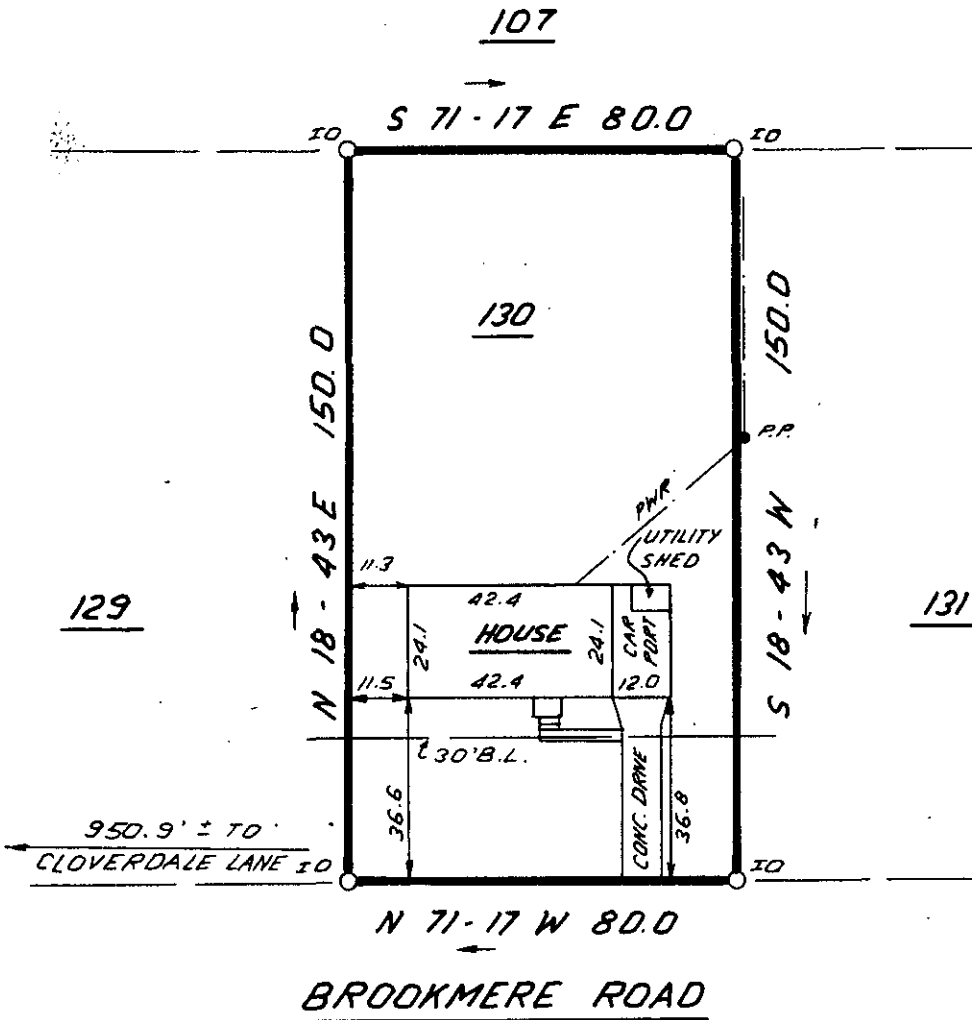 107
S 71-17 E 80.0
IO
IO
130
N 18-43 E 150.0
S 18-43 W 150.0
P.P.
PWR.
UTILITY
SHED
11.3
42.4
129
131
HOUSE
24.1
24.1
CAR
PORT
11.5
42.4
12.0
30' B.L.
36.6
CONC. DRIVE
36.8
950.9' ± TO
CLOVERDALE LANE
IO
IO
N 71-17 W 80.0
BROOKMERE ROAD